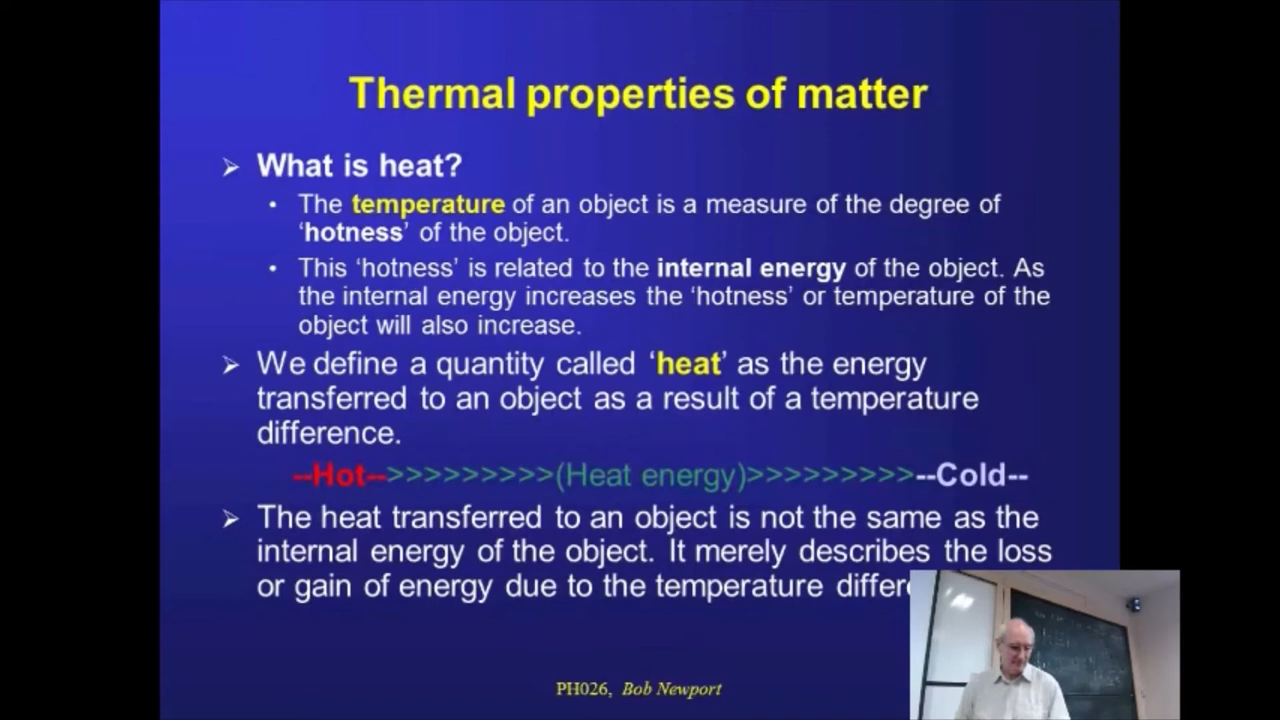 Thermal properties of matter
➢ What is heat?
• The temperature of an object is a measure of the degree of
‘hotness’ of the object.
• This ‘hotness’ is related to the internal energy of the object. As
the internal energy increases the ‘hotness’ or temperature of the
object will also increase.
➢ We define a quantity called ‘heat’ as the energy
transferred to an object as a result of a temperature
difference.
--Hot-->>>>>>>>>>(Heat energy)>>>>>>>>>>--Cold--
➢ The heat transferred to an object is not the same as the
internal energy of the object. It merely describes the loss
or gain of energy due to the temperature
PH026, Bob Newport